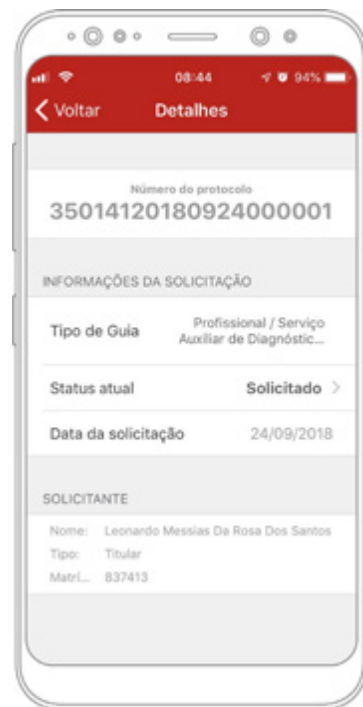 08:44
94%
Voltar
Detalhes
Número do protocolo
35014120180924000001
INFORMAÇÕES DA SOLICITAÇÃO
Tipo de Guia
Profissional / Serviço
Auxiliar de Diagnóstic...
Status atual
Solicitado
Data da solicitação
24/09/2018
SOLICITANTE
Nome: Leonardo Messias Da Rosa Dos Santos
Tipo: Titular
Matrí... 837413